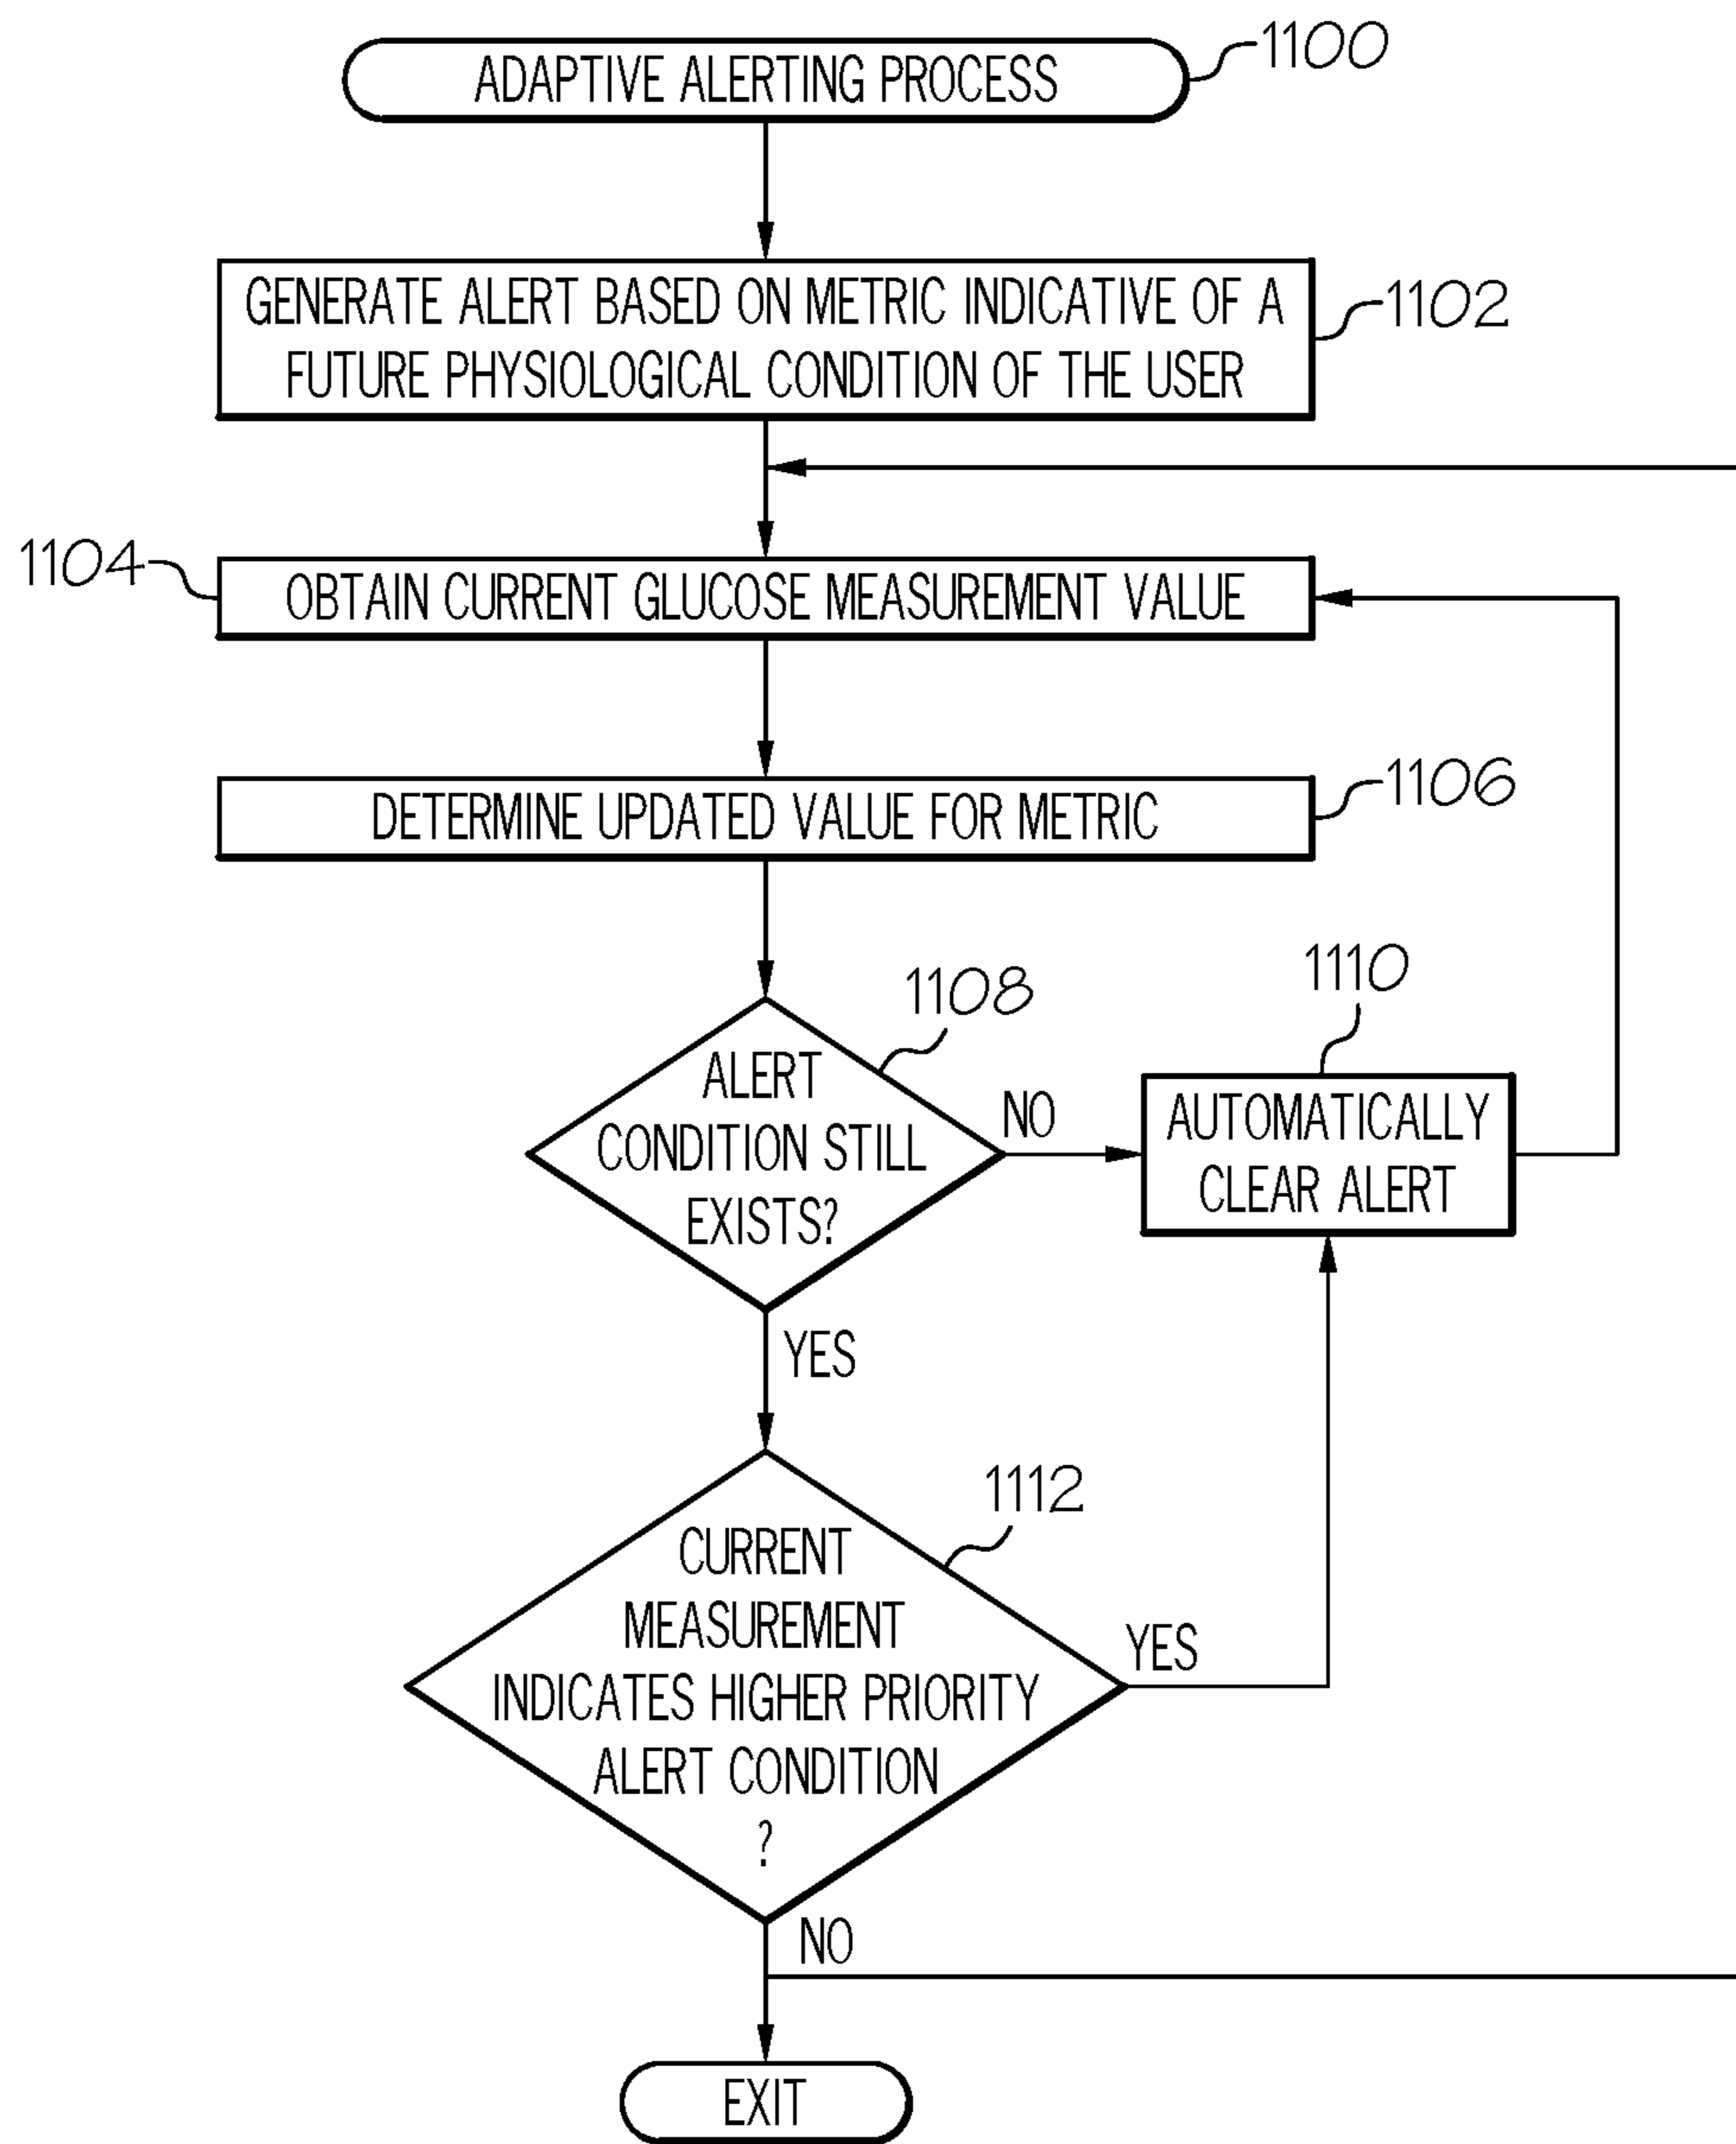 ADAPTIVE ALERTING PROCESS
1100
GENERATE ALERT BASED ON METRIC INDICATIVE OF A
FUTURE PHYSIOLOGICAL CONDITION OF THE USER
1102
1104
OBTAIN CURRENT GLUCOSE MEASUREMENT VALUE
DETERMINE UPDATED VALUE FOR METRIC
1106
1108
ALERT
CONDITION STILL
EXISTS?
NO
1110
AUTOMATICALLY
CLEAR ALERT
YES
1112
CURRENT
MEASUREMENT
INDICATES HIGHER PRIORITY
ALERT CONDITION
?
YES
NO
EXIT